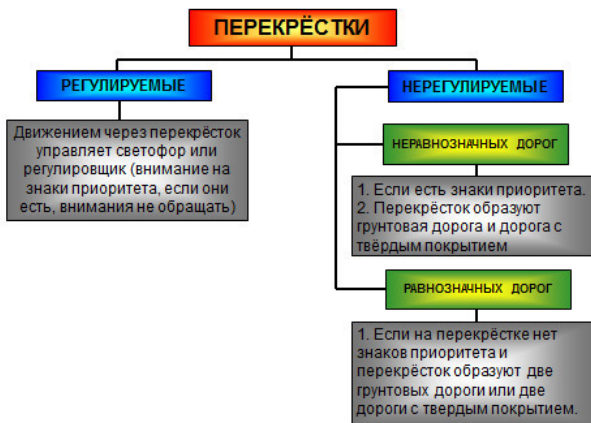 ПЕРЕКРЁСТКИ
РЕГУЛИРУЕМЫЕ
Движением через перекрёсток
управляет светофор или
регулировщик (внимание на
знаки приоритета, если они
есть, внимания не обращать)
НЕРЕГУЛИРУЕМЫЕ
НЕРАВНОЗНАЧНЫХ ДОРОГ
1. Если есть знаки приоритета.
2. Перекрёсток образуют
грунтовая дорога и дорога с
твёрдым покрытием
РАВНОЗНАЧНЫХ ДОРОГ
1. Если на перекрёстке нет
знаков приоритета и
перекрёсток образуют две
грунтовых дороги или две
дороги с твердым покрытием.